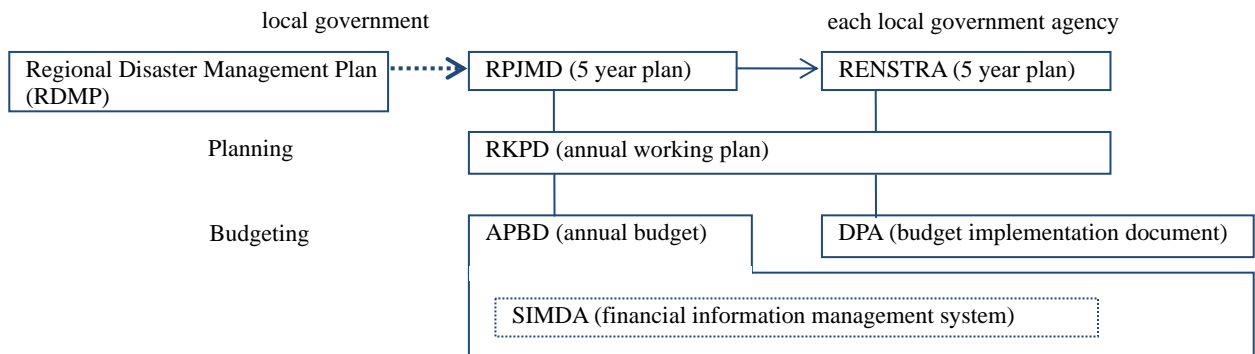 local government
each local government agency
Regional Disaster Management Plan
(RDMP)
RPJMD (5 year plan)
RENSTRA (5 year plan)
Planning
RKPD (annual working plan)
Budgeting
APBD (annual budget)
DPA (budget implementation document)
SIMDA (financial information management system)